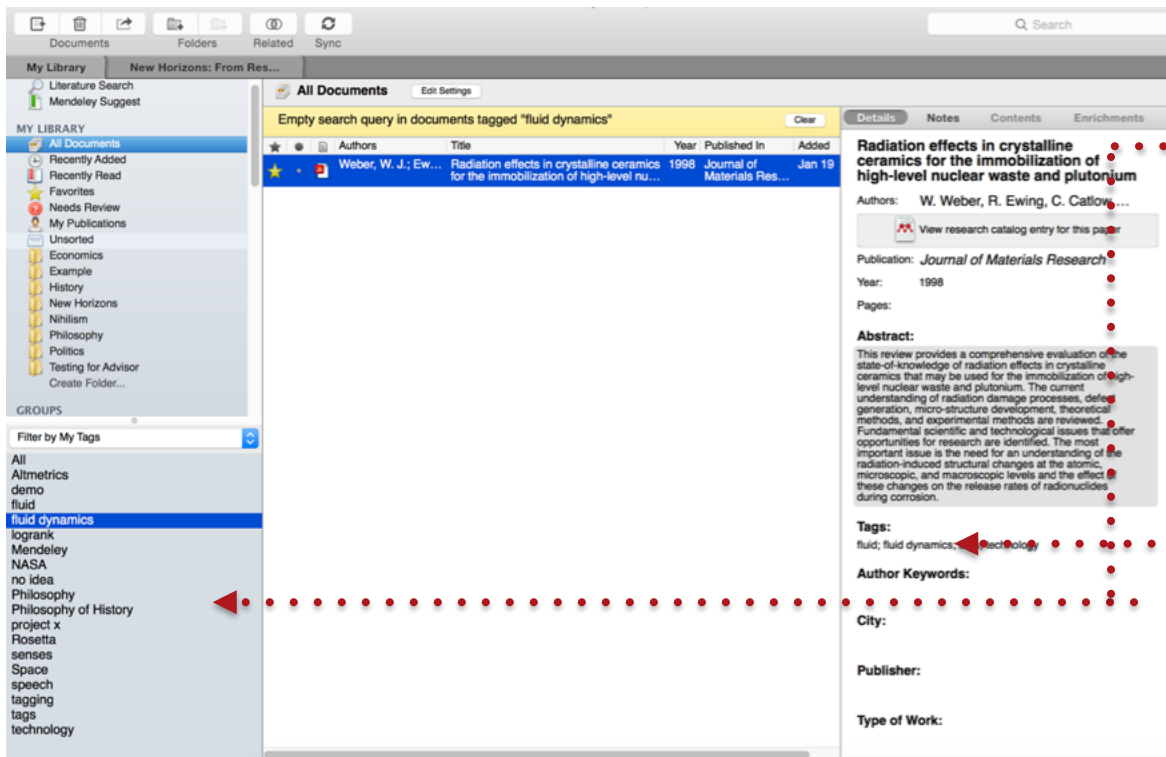 Documents
Folders
Related
Sync
Search
My Library
New Horizons: From Res...
Literature Search
Mendeley Suggest
MY LIBRARY
All Documents
Recently Added
Recently Read
Favorites
Needs Review
My Publications
Unsorted
Economics
Example
History
New Horizons
Nihilism
Philosophy
Politics
Testing for Advisor
Create Folder...
GROUPS
Filter by My Tags
All
Altmetrics
demo
fluid
fluid dynamics
logrank
Mendeley
NASA
no idea
Philosophy
Philosophy of History
project x
Rosetta
senses
Space
speech
tagging
tags
technology
All Documents
Edit Settings
Empty search query in documents tagged "fluid dynamics"
Clear
Authors Title Year Published In Added
Weber, W. J.; Ew... Radiation effects in crystalline ceramics 1998 Journal of Jan 19
for the immobilization of high-level nu... Materials Res...
Details Notes Contents Enrichments
Radiation effects in crystalline
ceramics for the immobilization of
high-level nuclear waste and plutonium
Authors: W. Weber, R. Ewing, C. Catlow, ...
View research catalog entry for this paper
Publication: Journal of Materials Research
Year: 1998
Pages:
Abstract:
This review provides a comprehensive evaluation of the
state-of-knowledge of radiation effects in crystalline
ceramics that may be used for the immobilization of high-
level nuclear waste and plutonium. The current
understanding of radiation damage processes, defect
generation, micro-structure development, theoretical
methods, and experimental methods are reviewed.
Fundamental scientific and technological issues that offer
opportunities for research are identified. The most
important issue is the need for an understanding of the
radiation-induced structural changes at the atomic,
microscopic, and macroscopic levels and the effect of
these changes on the release rates of radionuclides
during corrosion.
Tags:
fluid; fluid dynamics; technology
Author Keywords:
City:
Publisher:
Type of Work: